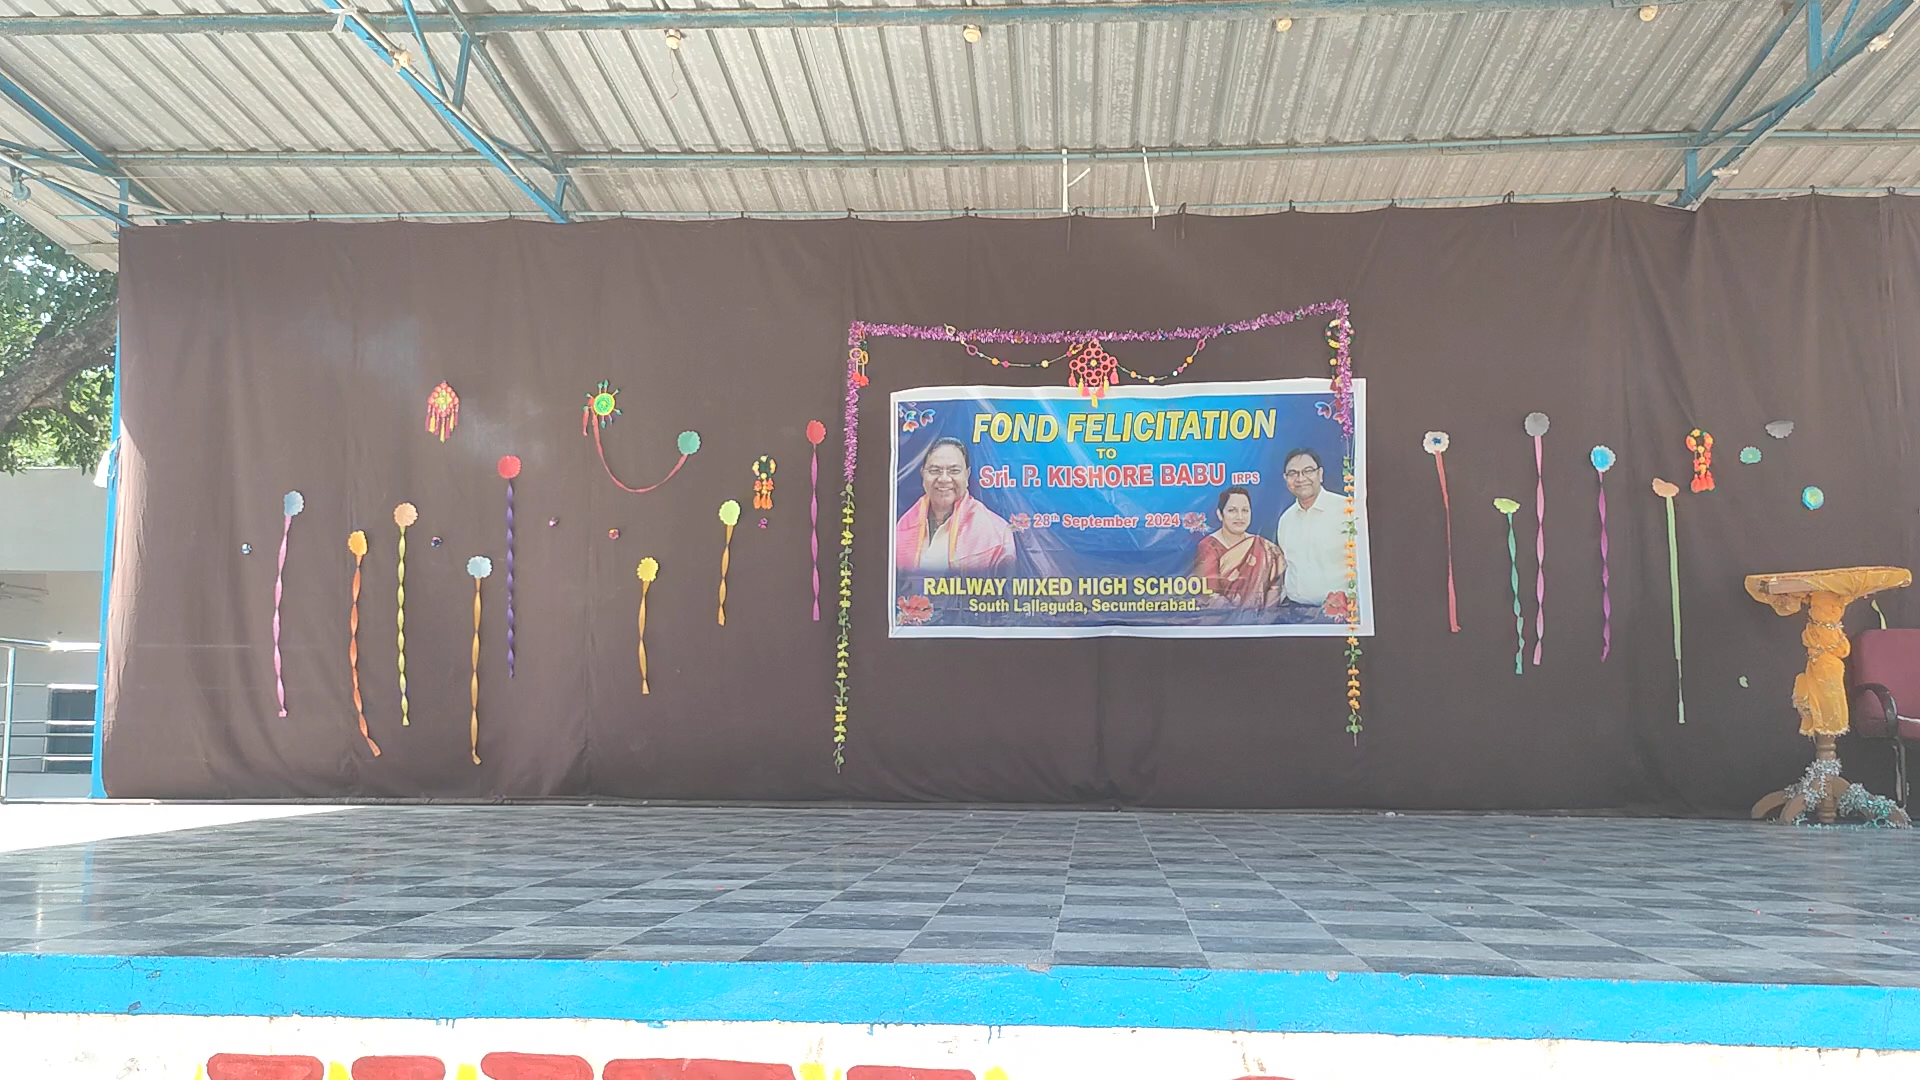 FOND FELICITATION
TO
Sri. P. KISHORE BABU IRPS
28th September 2024
RAILWAY MIXED HIGH SCHOOL
South Lallaguda, Secunderabad.